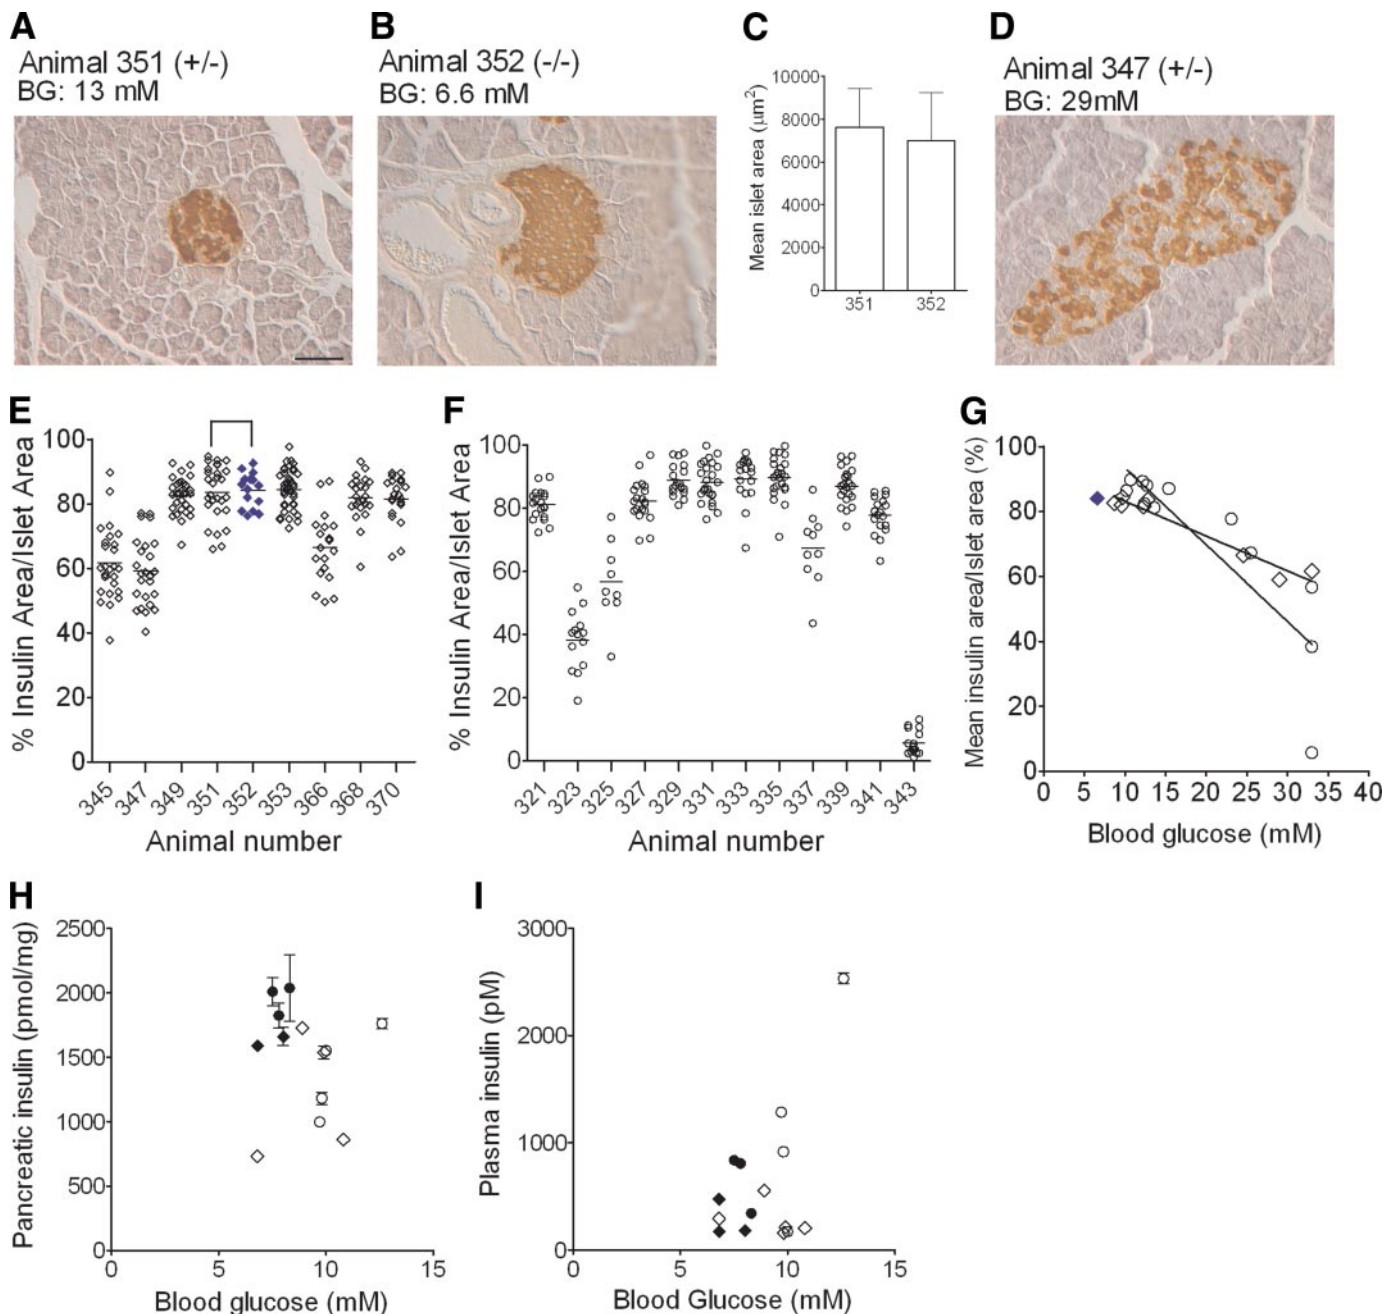 A
Animal 351 (+/-)
BG: 13 mM
B
Animal 352 (-/-)
BG: 6.6 mM
C
Mean islet area (μm²)
10000
8000
6000
4000
2000
0
351
352
D
Animal 347 (+/-)
BG: 29mM
E
% Insulin Area/Islet Area
100
80
60
40
20
0
345
347
349
351
352
353
366
368
370
Animal number
F
% Insulin Area/Islet Area
100
80
60
40
20
0
321
323
325
327
329
331
333
335
337
339
341
343
Animal number
G
Mean insulin area/Islet area (%)
100
80
60
40
20
0
0 5 10 15 20 25 30 35 40
Blood glucose (mM)
H
Pancreatic insulin (pmol/mg)
2500
2000
1500
1000
500
0
0 5 10 15
Blood glucose (mM)
I
Plasma insulin (pM)
3000
2000
1000
0
0 5 10 15
Blood Glucose (mM)